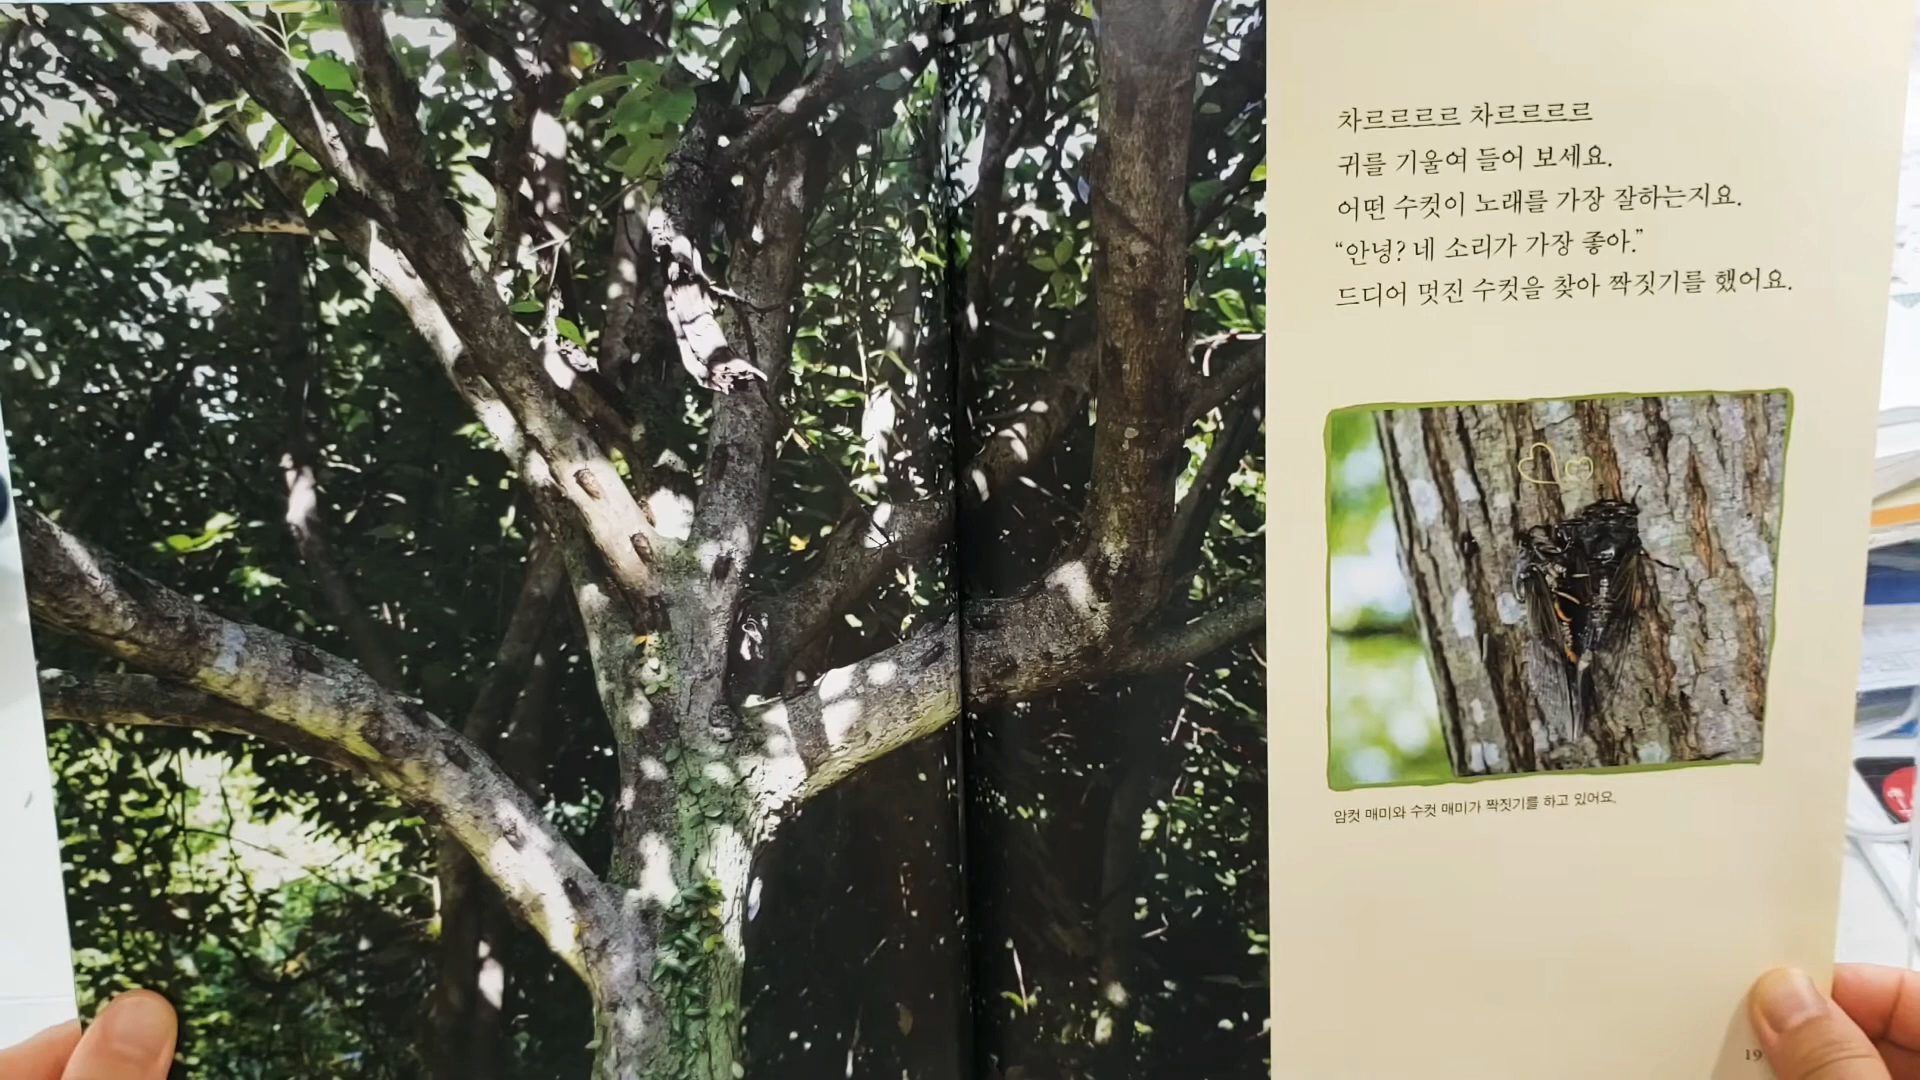 차르르르르 차르르르르
귀를 기울여 들어 보세요.
어떤 수컷이 노래를 가장 잘하는지요.
“안녕? 네 소리가 가장 좋아.”
드디어 멋진 수컷을 찾아 짝짓기를 했어요.
암컷 매미와 수컷 매미가 짝짓기를 하고 있어요.
19